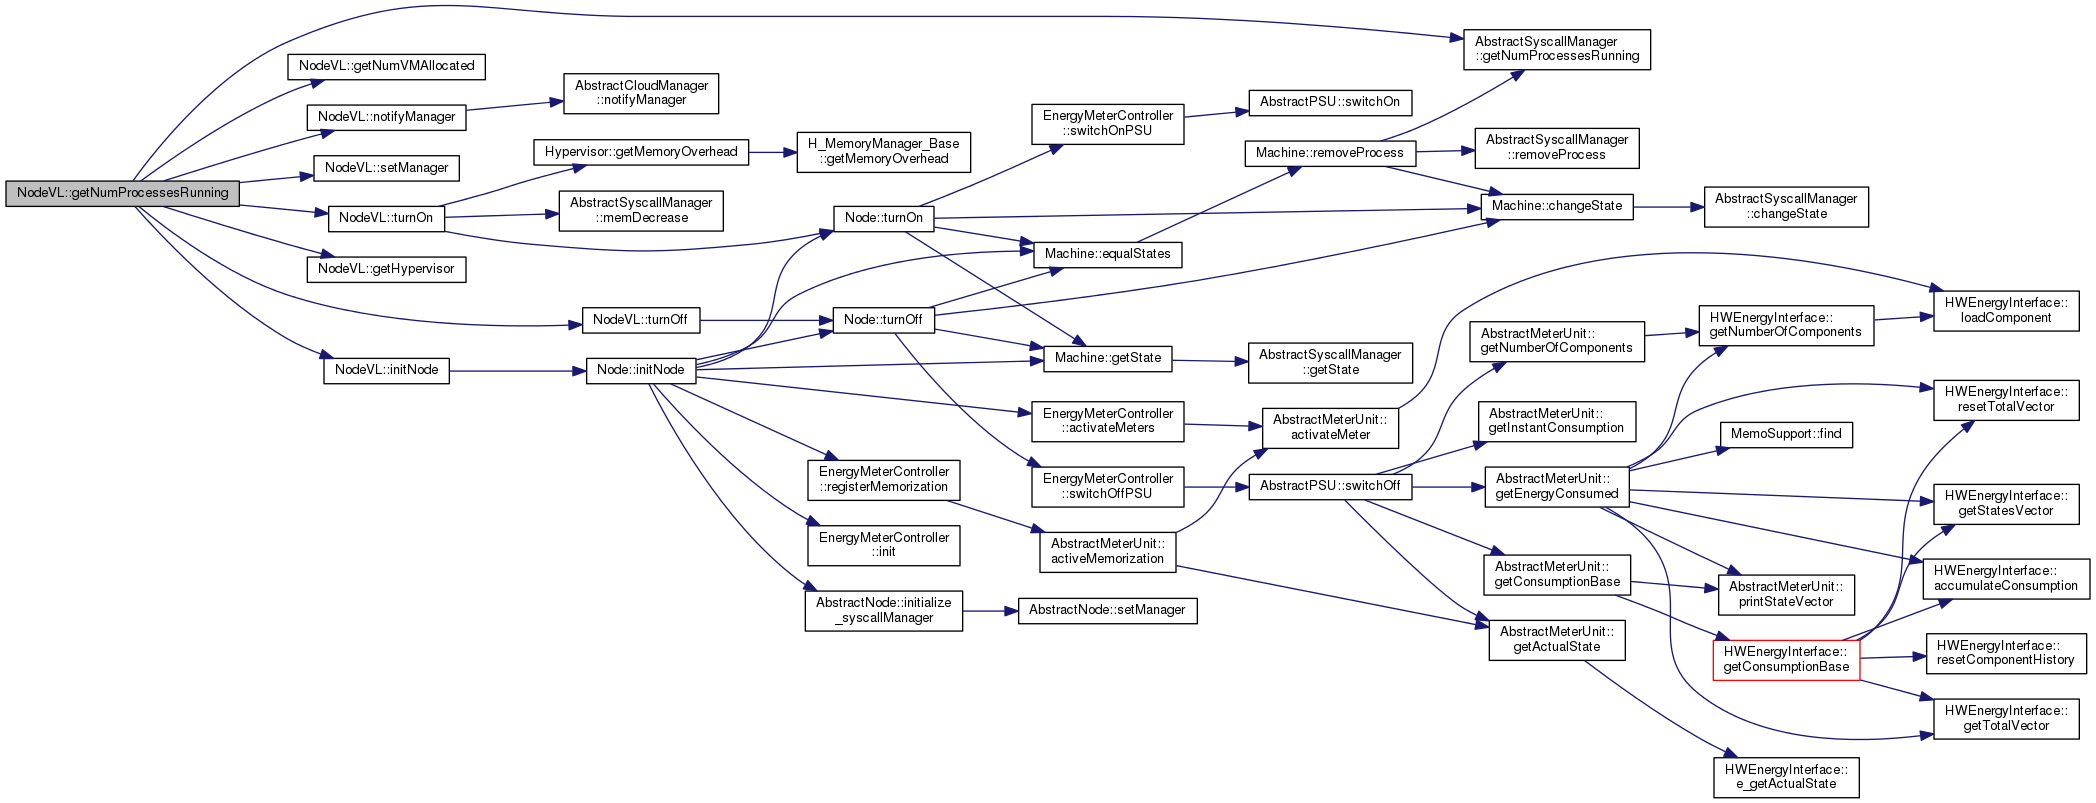 NodeVL::getNumProcessesRunning
NodeVL::getNumVMAllocated
NodeVL::notifyManager
NodeVL::setManager
NodeVL::turnOn
NodeVL::getHypervisor
NodeVL::turnOff
NodeVL::initNode
AbstractCloudManager
::notifyManager
Hypervisor::getMemoryOverhead
AbstractSyscallManager
::memDecrease
Node::initNode
H_MemoryManager_Base
::getMemoryOverhead
Node::turnOn
Node::turnOff
EnergyMeterController
::registerMemorization
EnergyMeterController
::init
AbstractNode::initialize
_syscallManager
EnergyMeterController
::switchOnPSU
Machine::equalStates
Machine::getState
EnergyMeterController
::activateMeters
EnergyMeterController
::switchOffPSU
AbstractMeterUnit::
activeMemorization
AbstractNode::setManager
AbstractPSU::switchOn
Machine::removeProcess
AbstractSyscallManager
::getState
AbstractMeterUnit::
activateMeter
AbstractPSU::switchOff
AbstractSyscallManager
::getNumProcessesRunning
AbstractSyscallManager
::removeProcess
Machine::changeState
AbstractMeterUnit::
getNumberOfComponents
AbstractMeterUnit::
getInstantConsumption
AbstractMeterUnit::
getEnergyConsumed
AbstractMeterUnit::
getConsumptionBase
AbstractMeterUnit::
getActualState
AbstractSyscallManager
::changeState
HWEnergyInterface::
getNumberOfComponents
MemoSupport::find
AbstractMeterUnit::
printStateVector
HWEnergyInterface::
getConsumptionBase
HWEnergyInterface::
e_getActualState
HWEnergyInterface::
loadComponent
HWEnergyInterface::
resetTotalVector
HWEnergyInterface::
getStatesVector
HWEnergyInterface::
accumulateConsumption
HWEnergyInterface::
resetComponentHistory
HWEnergyInterface::
getTotalVector